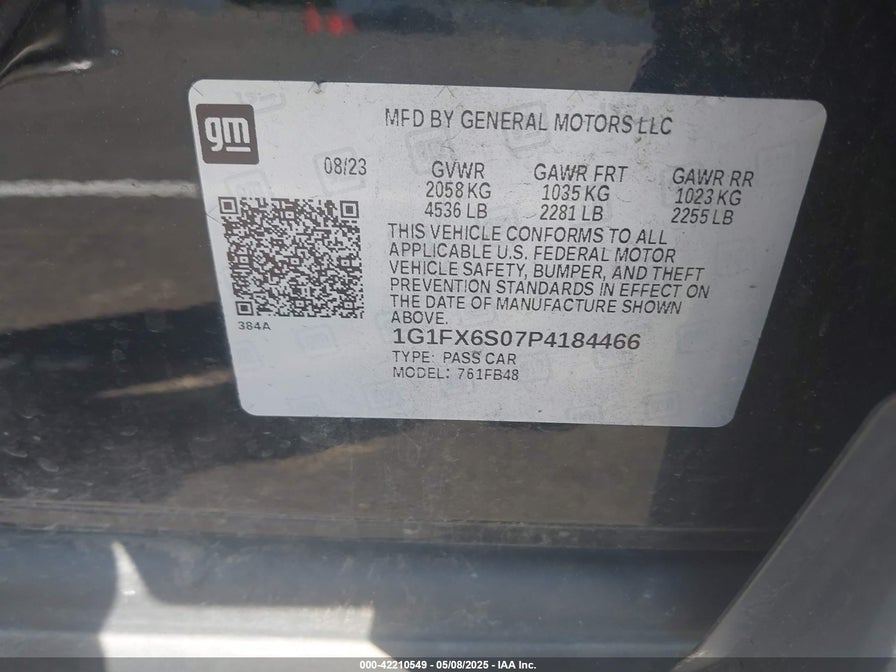 gm
MFD BY GENERAL MOTORS LLC
08/23 GVWR GAWR FRT GAWR RR
2058 KG 1035 KG 1023 KG
4536 LB 2281 LB 2255 LB
THIS VEHICLE CONFORMS TO ALL
APPLICABLE U.S. FEDERAL MOTOR
VEHICLE SAFETY, BUMPER, AND THEFT
PREVENTION STANDARDS IN EFFECT ON
THE DATE OF MANUFACTURE SHOWN
ABOVE.
384A
1G1FX6S07P4184466
TYPE: PASS CAR
MODEL: 761FB48
000-42210549 - 05/08/2025 - IAA Inc.